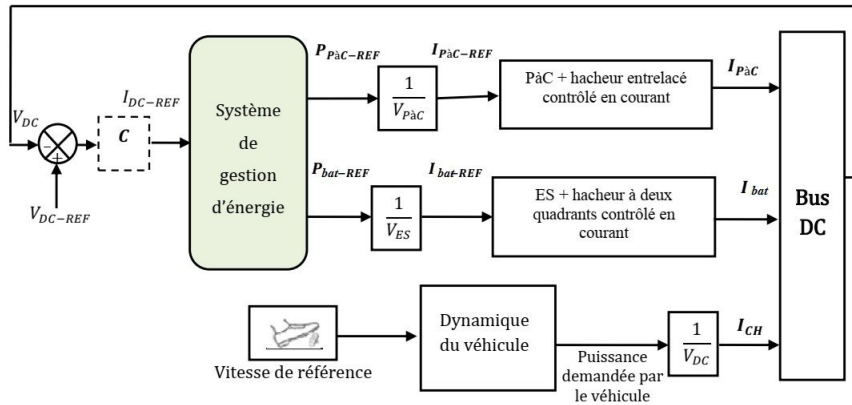 P_PàC−REF
I_PàC−REF
PàC + hacheur entrelacé
contrôlé en courant
I_PàC
1
V_PàC
I_DC−REF
V_DC
C
-
+
V_DC−REF
Système
de
gestion
d'énergie
P_bat−REF
I_bat-REF
1
V_ES
ES + hacheur à deux
quadrants contrôlé en
courant
I_bat
Bus
DC
Vitesse de référence
Dynamique
du véhicule
Puissance
demandée par
le véhicule
1
V_DC
I_CH